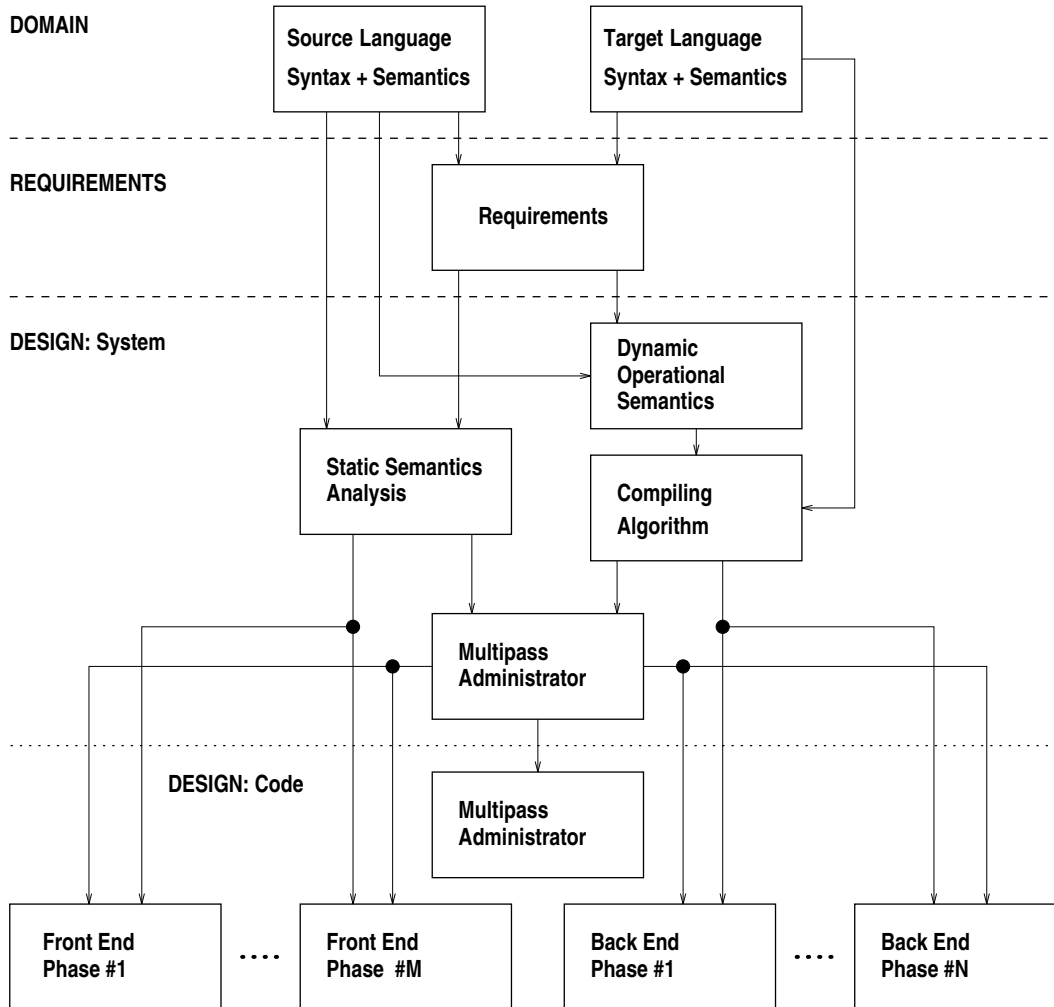 DOMAIN
Source Language
Syntax + Semantics
Target Language
Syntax + Semantics
REQUIREMENTS
Requirements
DESIGN: System
Dynamic
Operational
Semantics
Static Semantics
Analysis
Compiling
Algorithm
Multipass
Administrator
DESIGN: Code
Multipass
Administrator
Front End
Phase #1
....
Front End
Phase #M
Back End
Phase #1
....
Back End
Phase #N